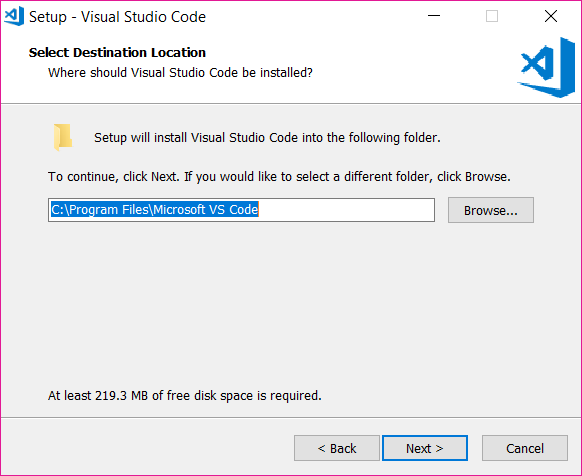 Setup - Visual Studio Code
Select Destination Location
Where should Visual Studio Code be installed?
Setup will install Visual Studio Code into the following folder.
To continue, click Next. If you would like to select a different folder, click Browse.
C:\Program Files\Microsoft VS Code
Browse...
At least 219.3 MB of free disk space is required.
< Back
Next >
Cancel